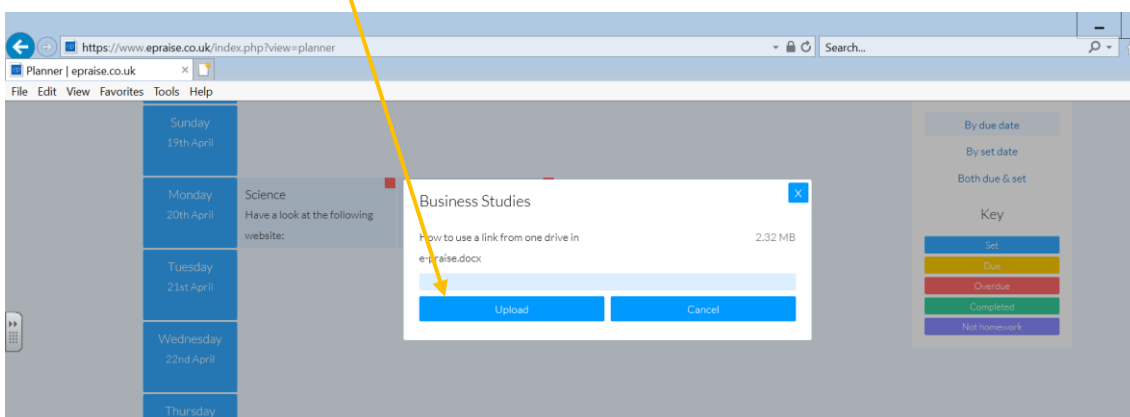 https://www.epraise.co.uk/index.php?view=planner
Search...
Planner | epraise.co.uk
File Edit View Favorites Tools Help
Sunday
19th April
Monday
20th April
Science
Have a look at the following
website:
Tuesday
21st April
Wednesday
22nd April
Thursday
Business Studies
X
How to use a link from one drive in
e-praise.docx
2.32 MB
Upload
Cancel
By due date
By set date
Both due & set
Key
Set
Due
Overdue
Completed
Not homework